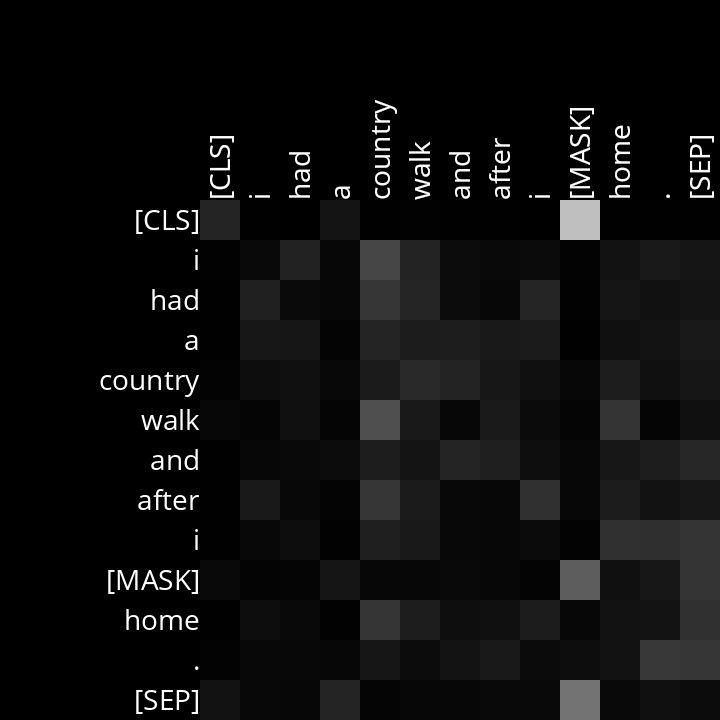 [CLS] i had a country walk and after i [MASK] home . [SEP]
[CLS]
i
had
a
country
walk
and
after
i
[MASK]
home
.
[SEP]